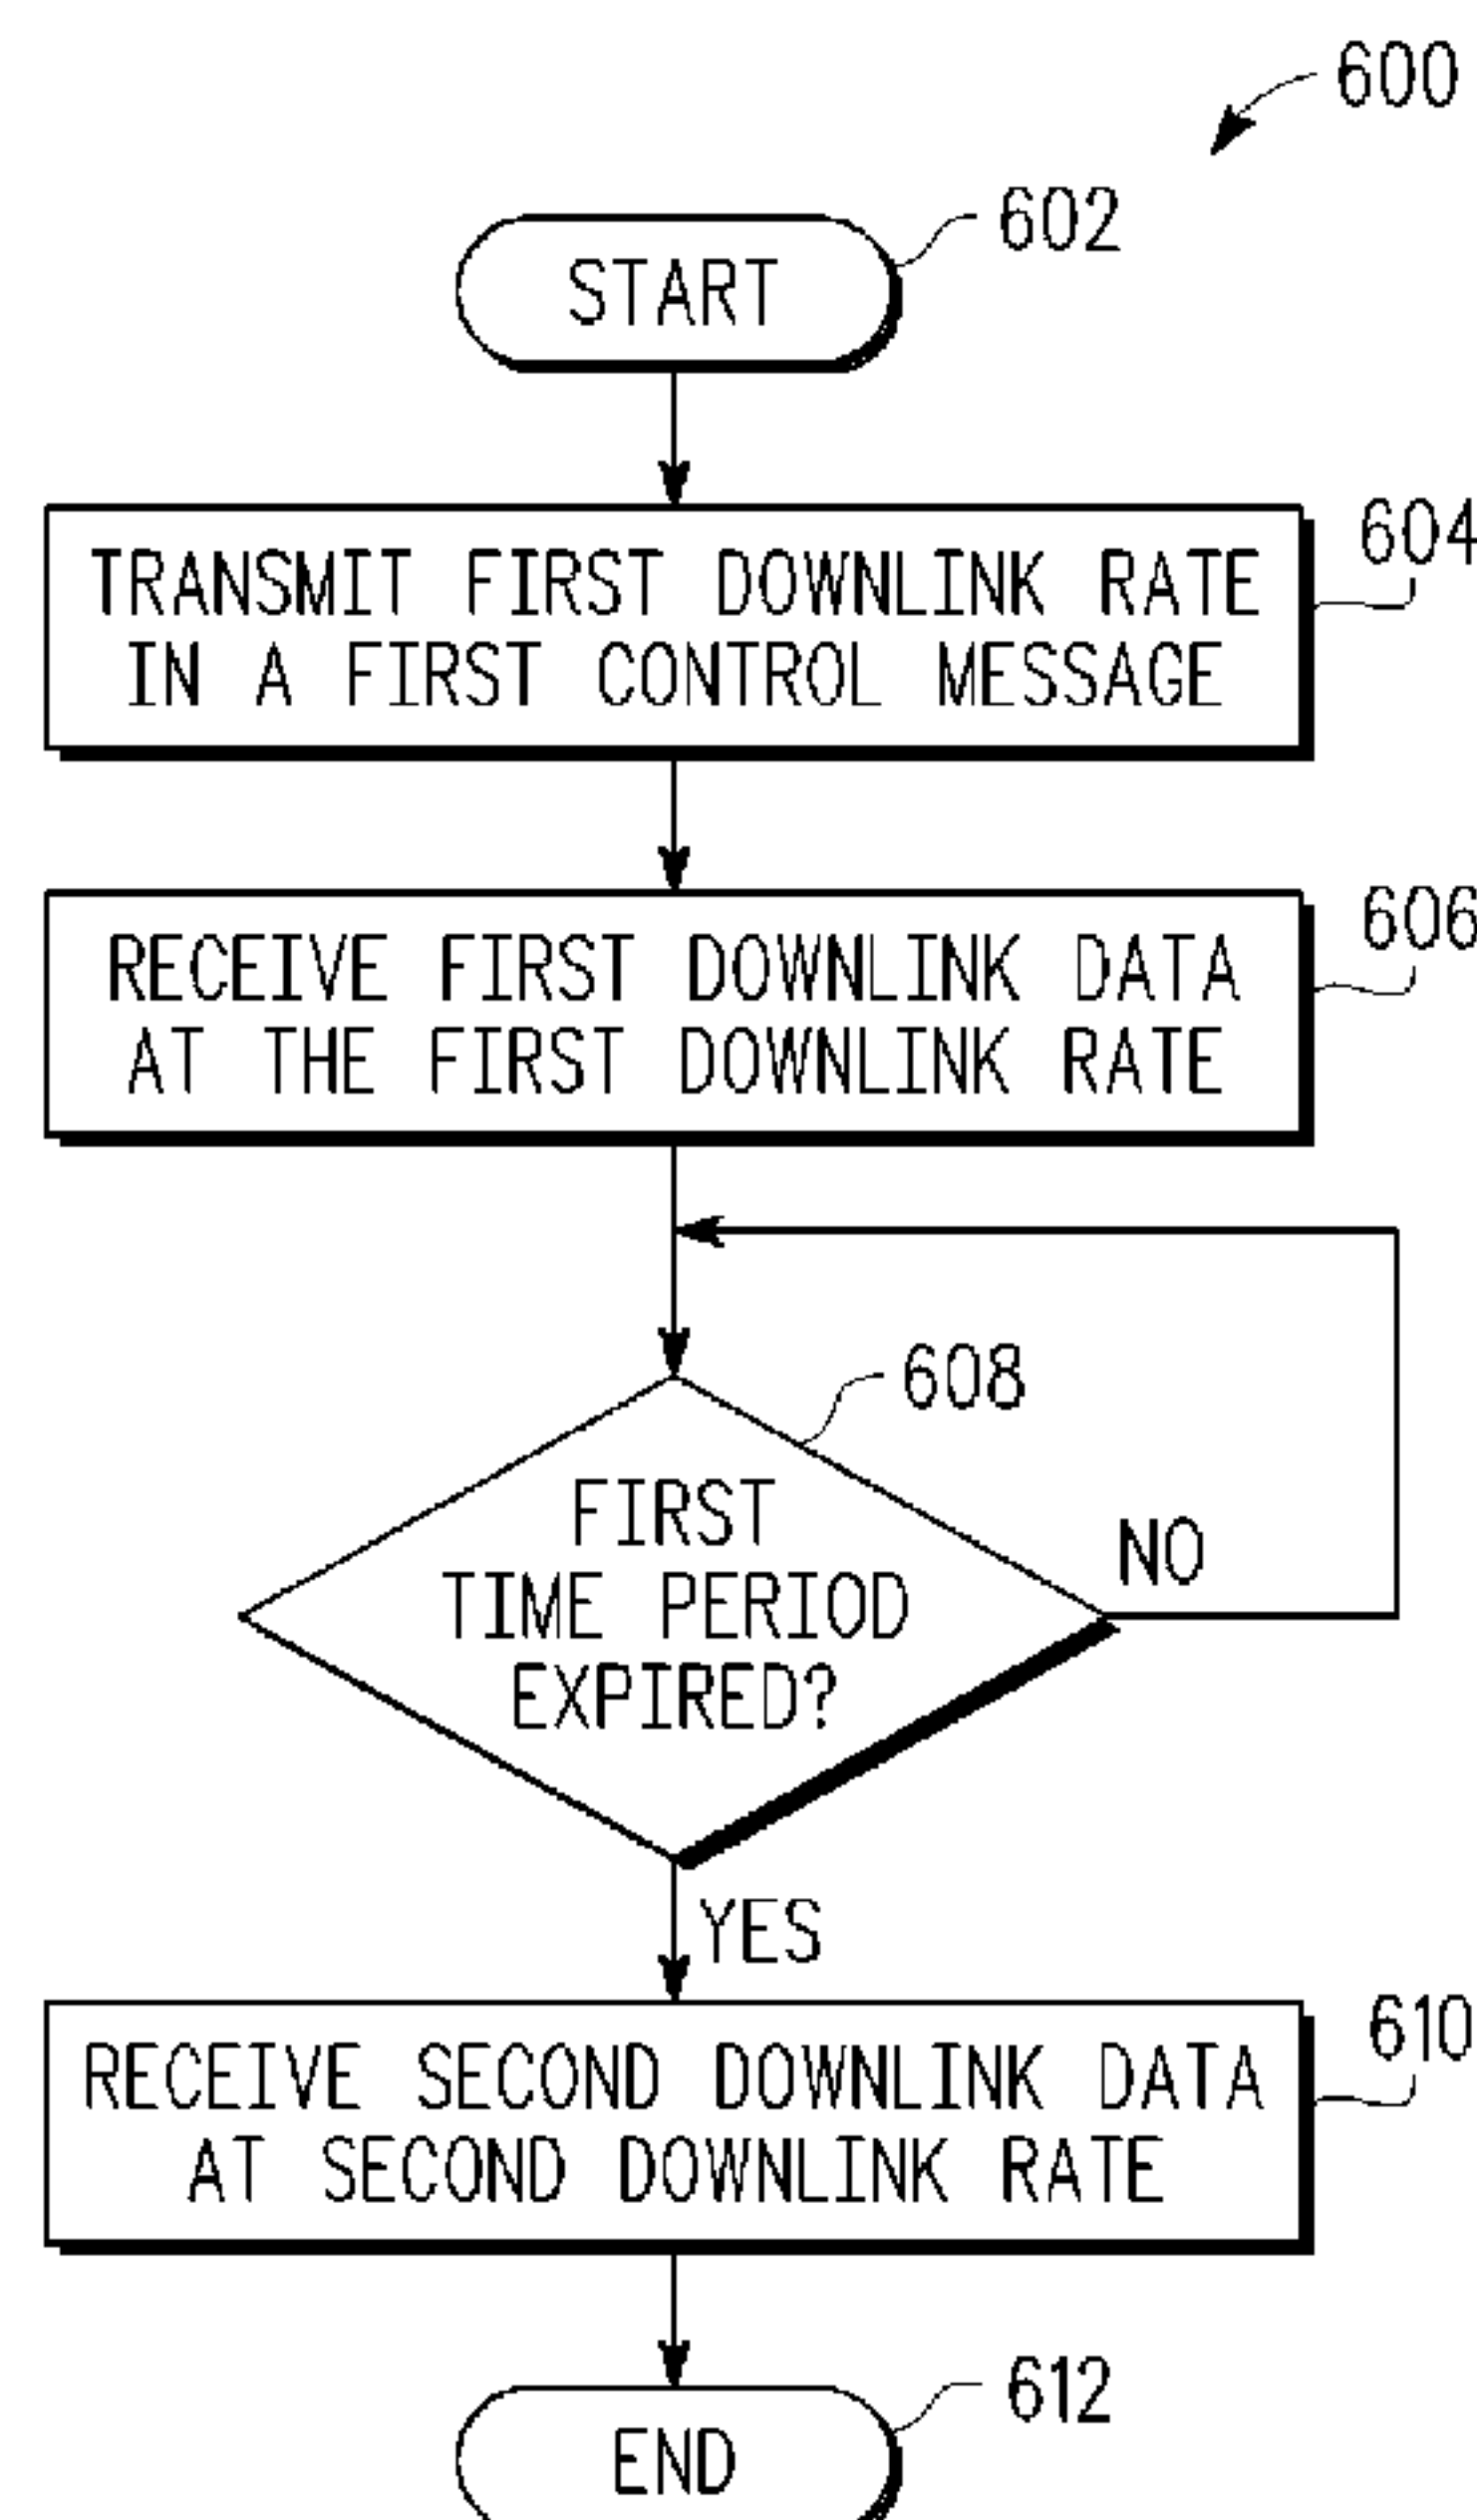 600
602
START
604
TRANSMIT FIRST DOWNLINK RATE
IN A FIRST CONTROL MESSAGE
606
RECEIVE FIRST DOWNLINK DATA
AT THE FIRST DOWNLINK RATE
608
FIRST
TIME PERIOD
EXPIRED?
NO
YES
610
RECEIVE SECOND DOWNLINK DATA
AT SECOND DOWNLINK RATE
612
END